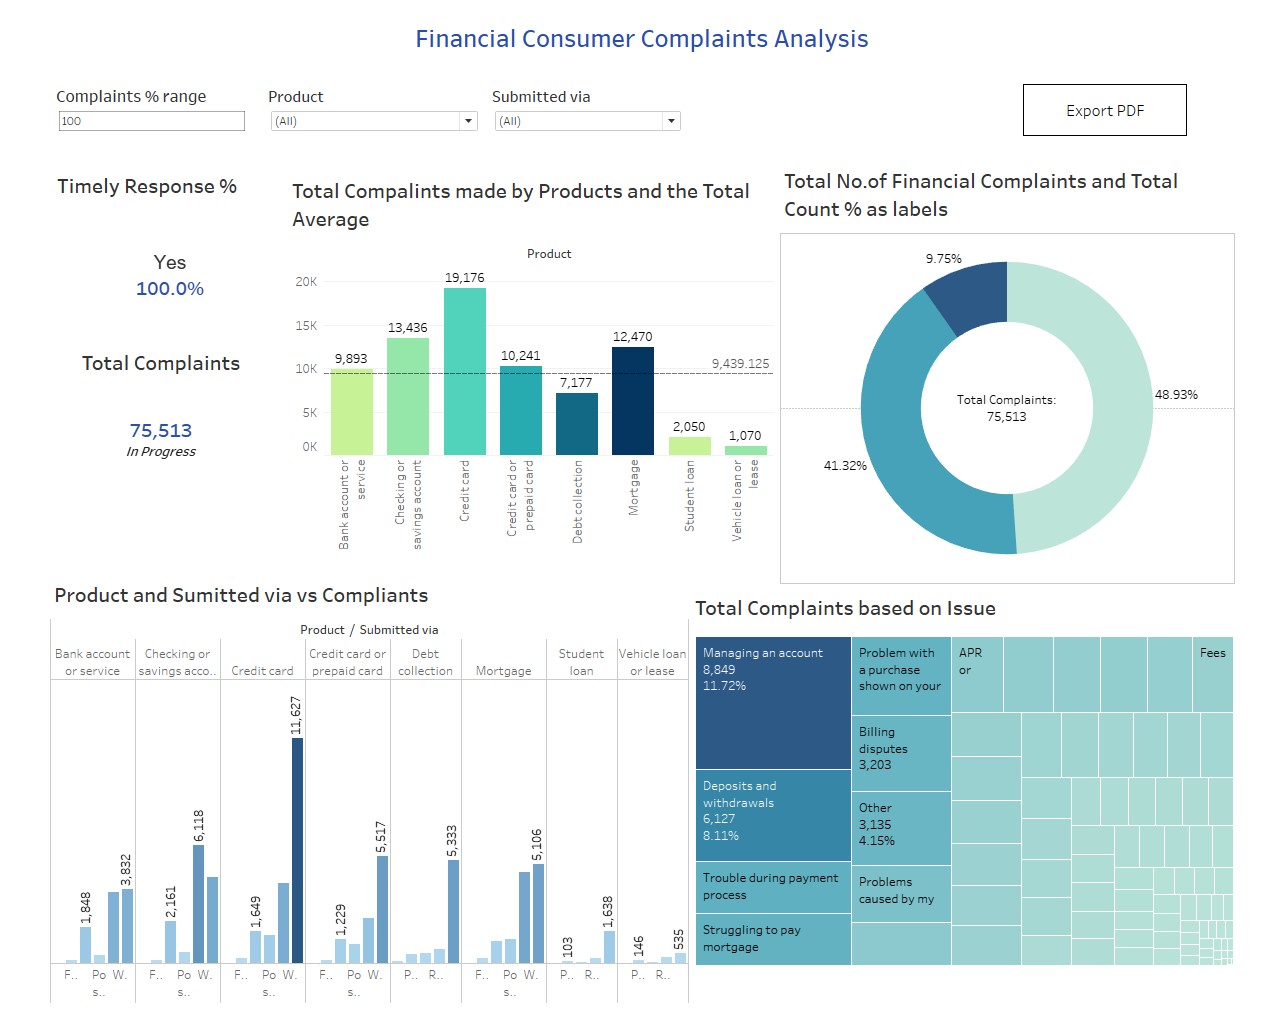 Financial Consumer Complaints Analysis
Complaints % range
Product
Submitted via
100
(All)
(All)
Export PDF
Timely Response %
Yes
100.0%
Total Complaints
75,513
In Progress
Total Compalints made by Products and the Total
Average
Product
20K
15K
10K
5K
0K
9,893
13,436
19,176
10,241
7,177
12,470
2,050
1,070
9,439.125
Bank account or
service
Checking or
savings account
Credit card
Credit card or
prepaid card
Debt collection
Mortgage
Student loan
Vehicle loan or
lease
Total No.of Financial Complaints and Total
Count % as labels
9.75%
48.93%
41.32%
Total Complaints:
75,513
Product and Sumitted via vs Compliants
Product / Submitted via
Bank account
or service
Checking or
savings acco..
Credit card
Credit card or
prepaid card
Debt
collection
Mortgage
Student
loan
Vehicle loan
or lease
1,848
3,832
2,161
6,118
1,649
11,627
1,229
5,517
5,333
5,106
103
1,638
146
535
F.. Po W.
s..
F.. Po W.
s..
F.. Po W.
s..
F.. Po W.
s..
P.. R..
F.. Po W.
s..
P.. R..
P.. R..
Total Complaints based on Issue
Managing an account
8,849
11.72%
Deposits and
withdrawals
6,127
8.11%
Trouble during payment
process
Struggling to pay
mortgage
Problem with
a purchase
shown on your
Billing
disputes
3,203
Other
3,135
4.15%
Problems
caused by my
APR
or
Fees